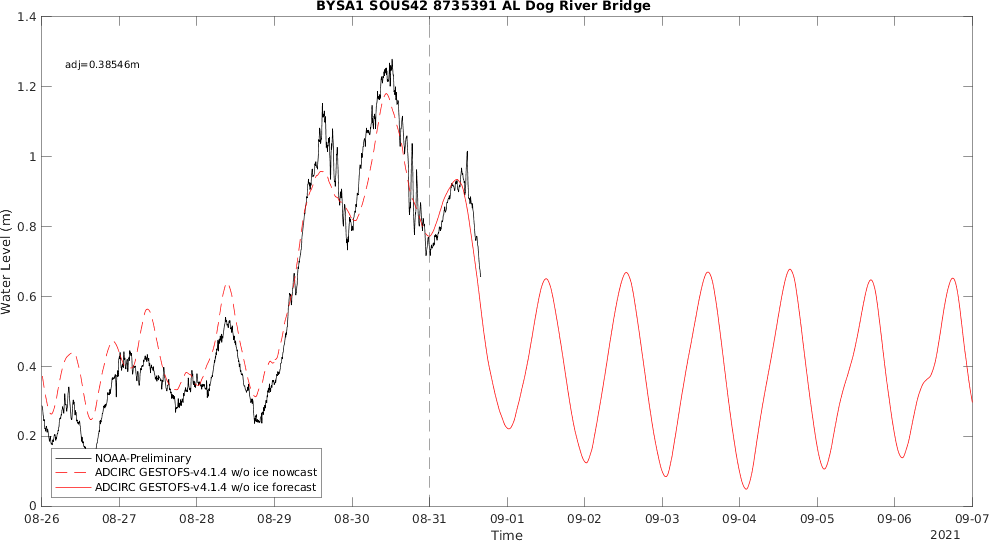 BYSA1 SOUS42 8735391 AL Dog River Bridge
1.4
adj=0.38546m
1.2
1
0.8
Water Level (m)
0.6
0.4
0.2
0
NOAA-Preliminary
ADCIRC GESTOFS-v4.1.4 w/o ice nowcast
ADCIRC GESTOFS-v4.1.4 w/o ice forecast
08-26 08-27 08-28 08-29 08-30 08-31 09-01 09-02 09-03 09-04 09-05 09-06 09-07
Time
2021